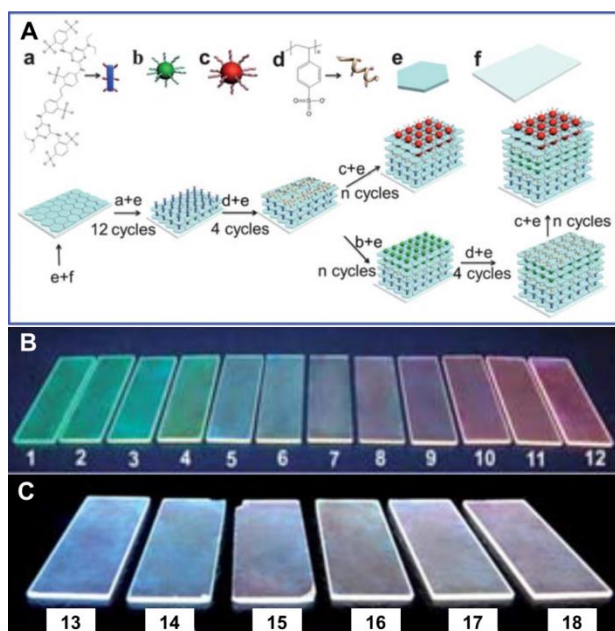 A
a b c d e f
n
O=S=O
O⁻
a+e
12 cycles
d+e
4 cycles
c+e
n cycles
e+f
b+e
n cycles
d+e
4 cycles
c+e
n cycles
B
1 2 3 4 5 6 7 8 9 10 11 12
C
13 14 15 16 17 18